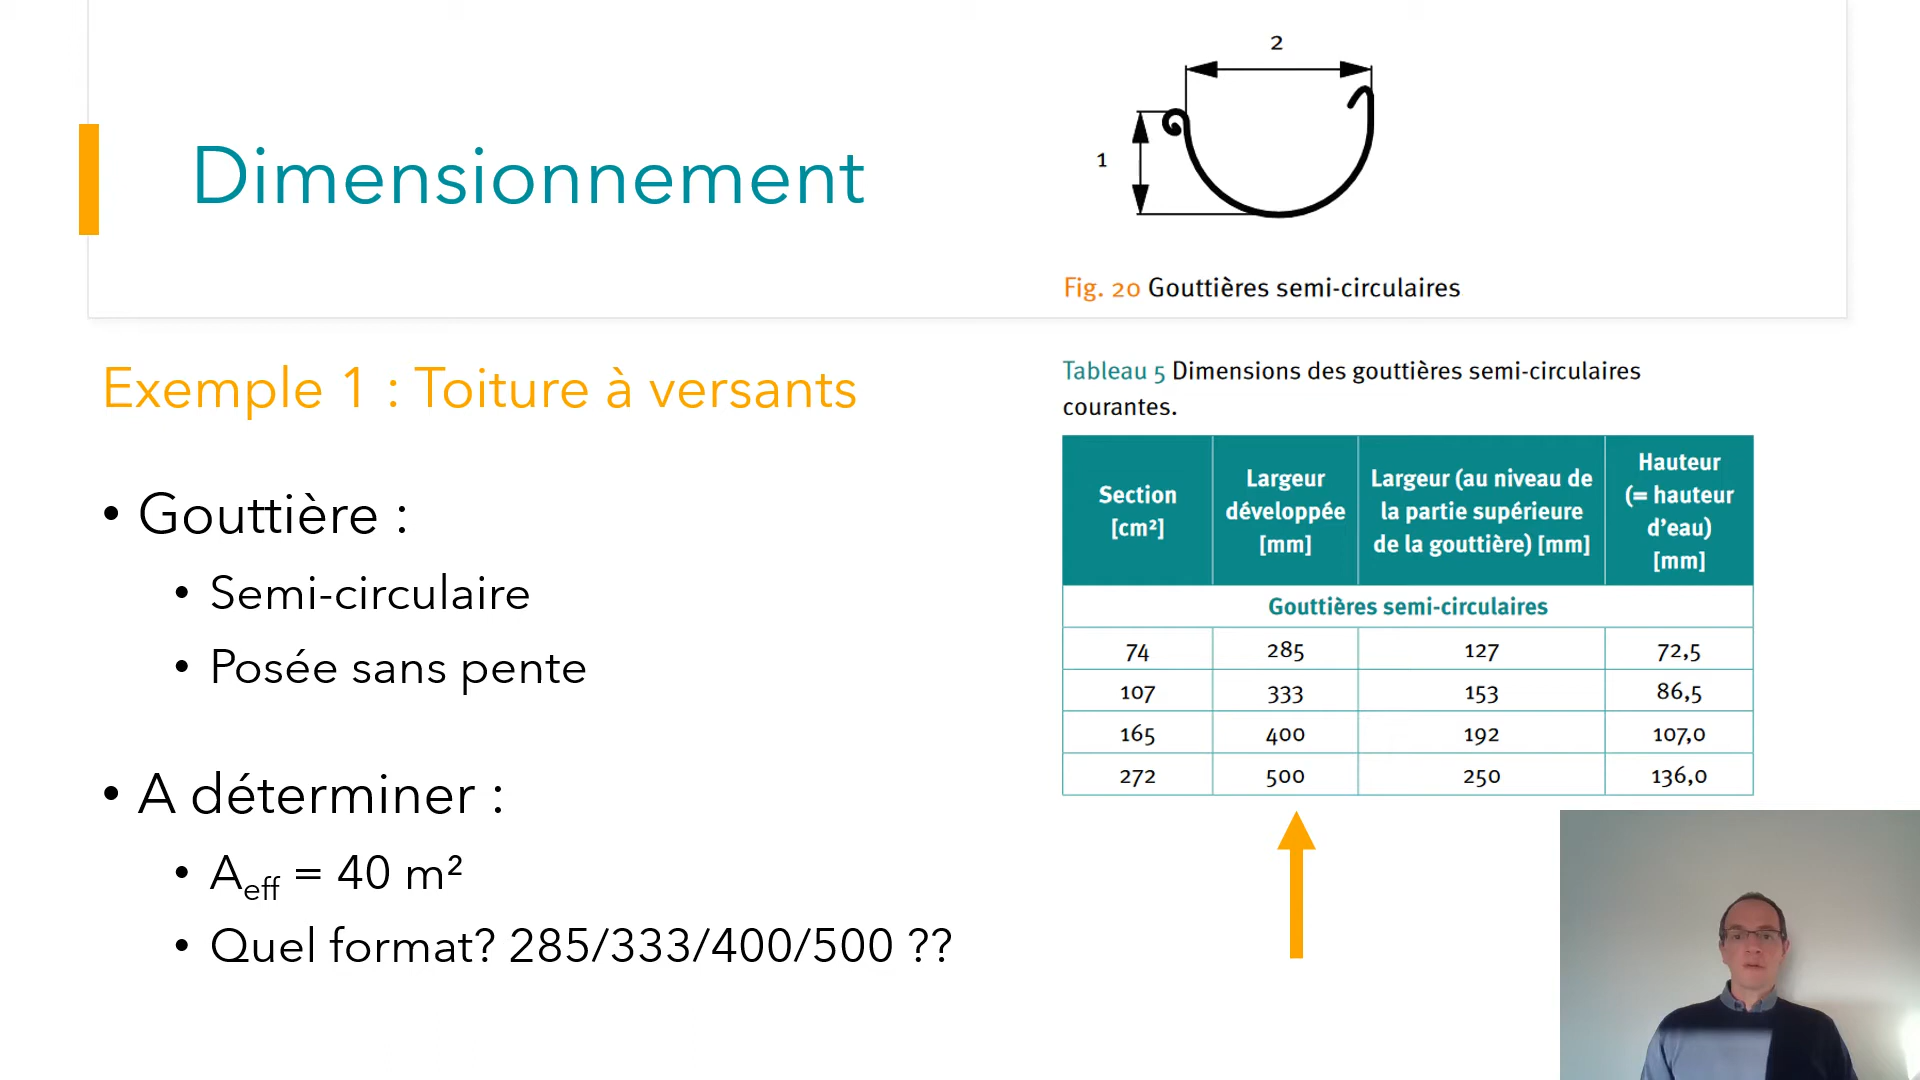 Dimensionnement
2
1
Fig. 20 Gouttières semi-circulaires
Exemple 1 : Toiture à versants
• Gouttière :
• Semi-circulaire
• Posée sans pente
• A déterminer :
• Aeff = 40 m²
• Quel format? 285/333/400/500 ??
Tableau 5 Dimensions des gouttières semi-circulaires
courantes.
Section [cm²] | Largeur développée [mm] | Largeur (au niveau de la partie supérieure de la gouttière) [mm] | Hauteur (= hauteur d'eau) [mm]
Gouttières semi-circulaires
74 | 285 | 127 | 72,5
107 | 333 | 153 | 86,5
165 | 400 | 192 | 107,0
272 | 500 | 250 | 136,0